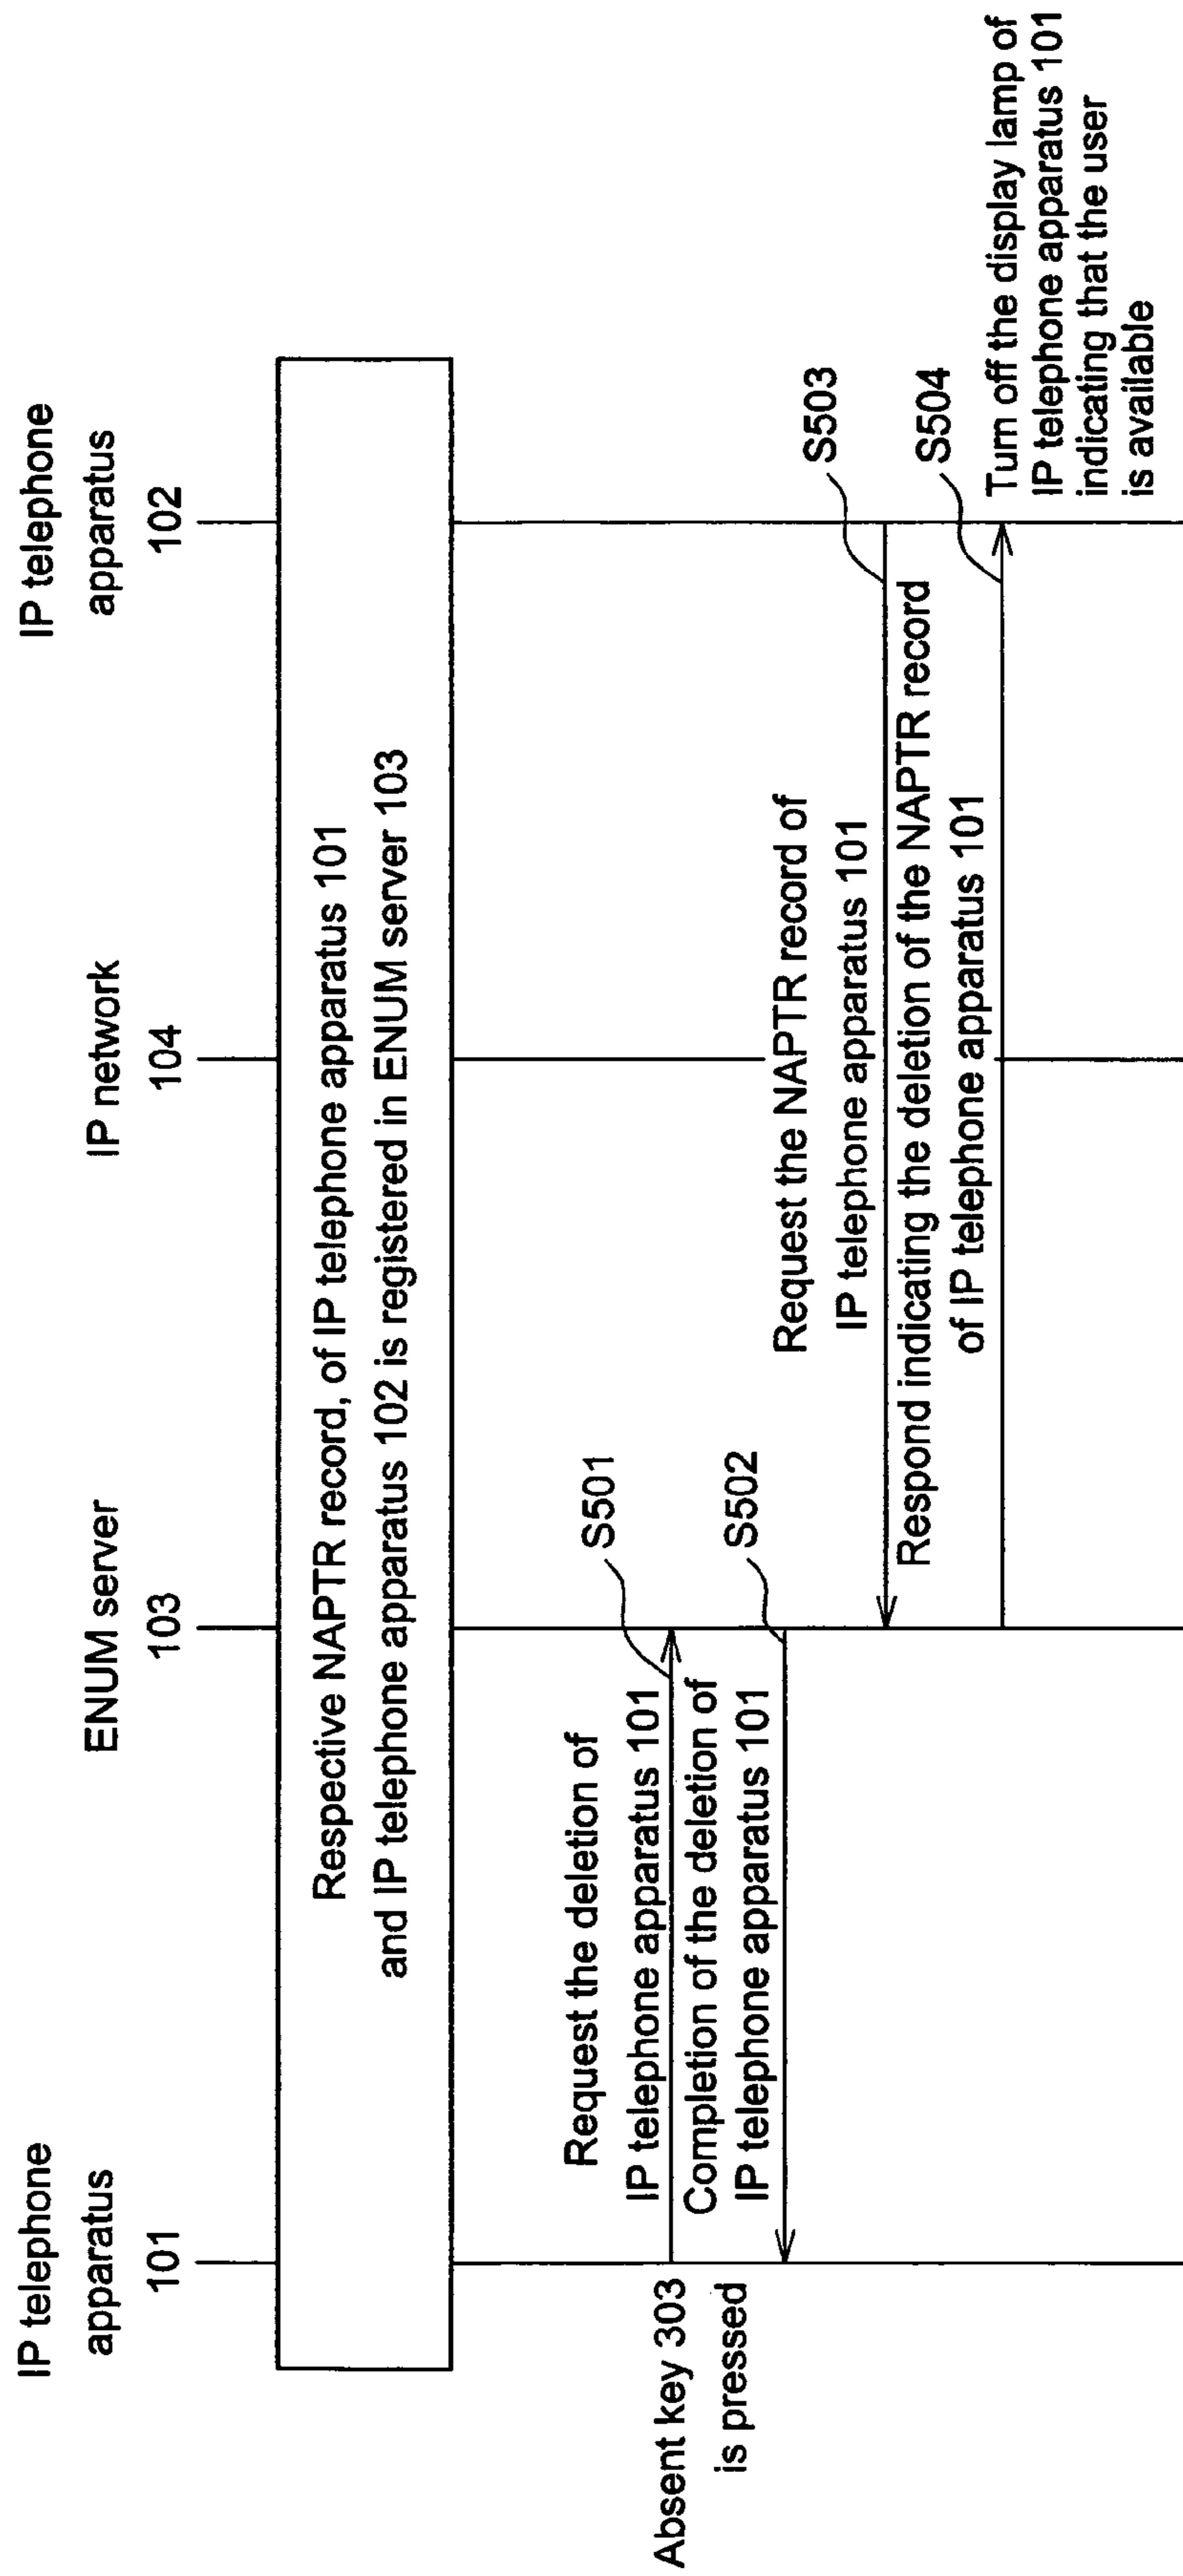 IP telephone
apparatus
101
ENUM server
103
IP network
104
IP telephone
apparatus
102
Respective NAPTR record, of IP telephone apparatus 101
and IP telephone apparatus 102 is registered in ENUM server 103
Absent key 303
is pressed
Request the deletion of
IP telephone apparatus 101
S501
Completion of the deletion of
IP telephone apparatus 101
S502
Request the NAPTR record of
IP telephone apparatus 101
S503
Respond indicating the deletion of the NAPTR record
of IP telephone apparatus 101
S504
Turn off the display lamp of
IP telephone apparatus 101
indicating that the user
is available